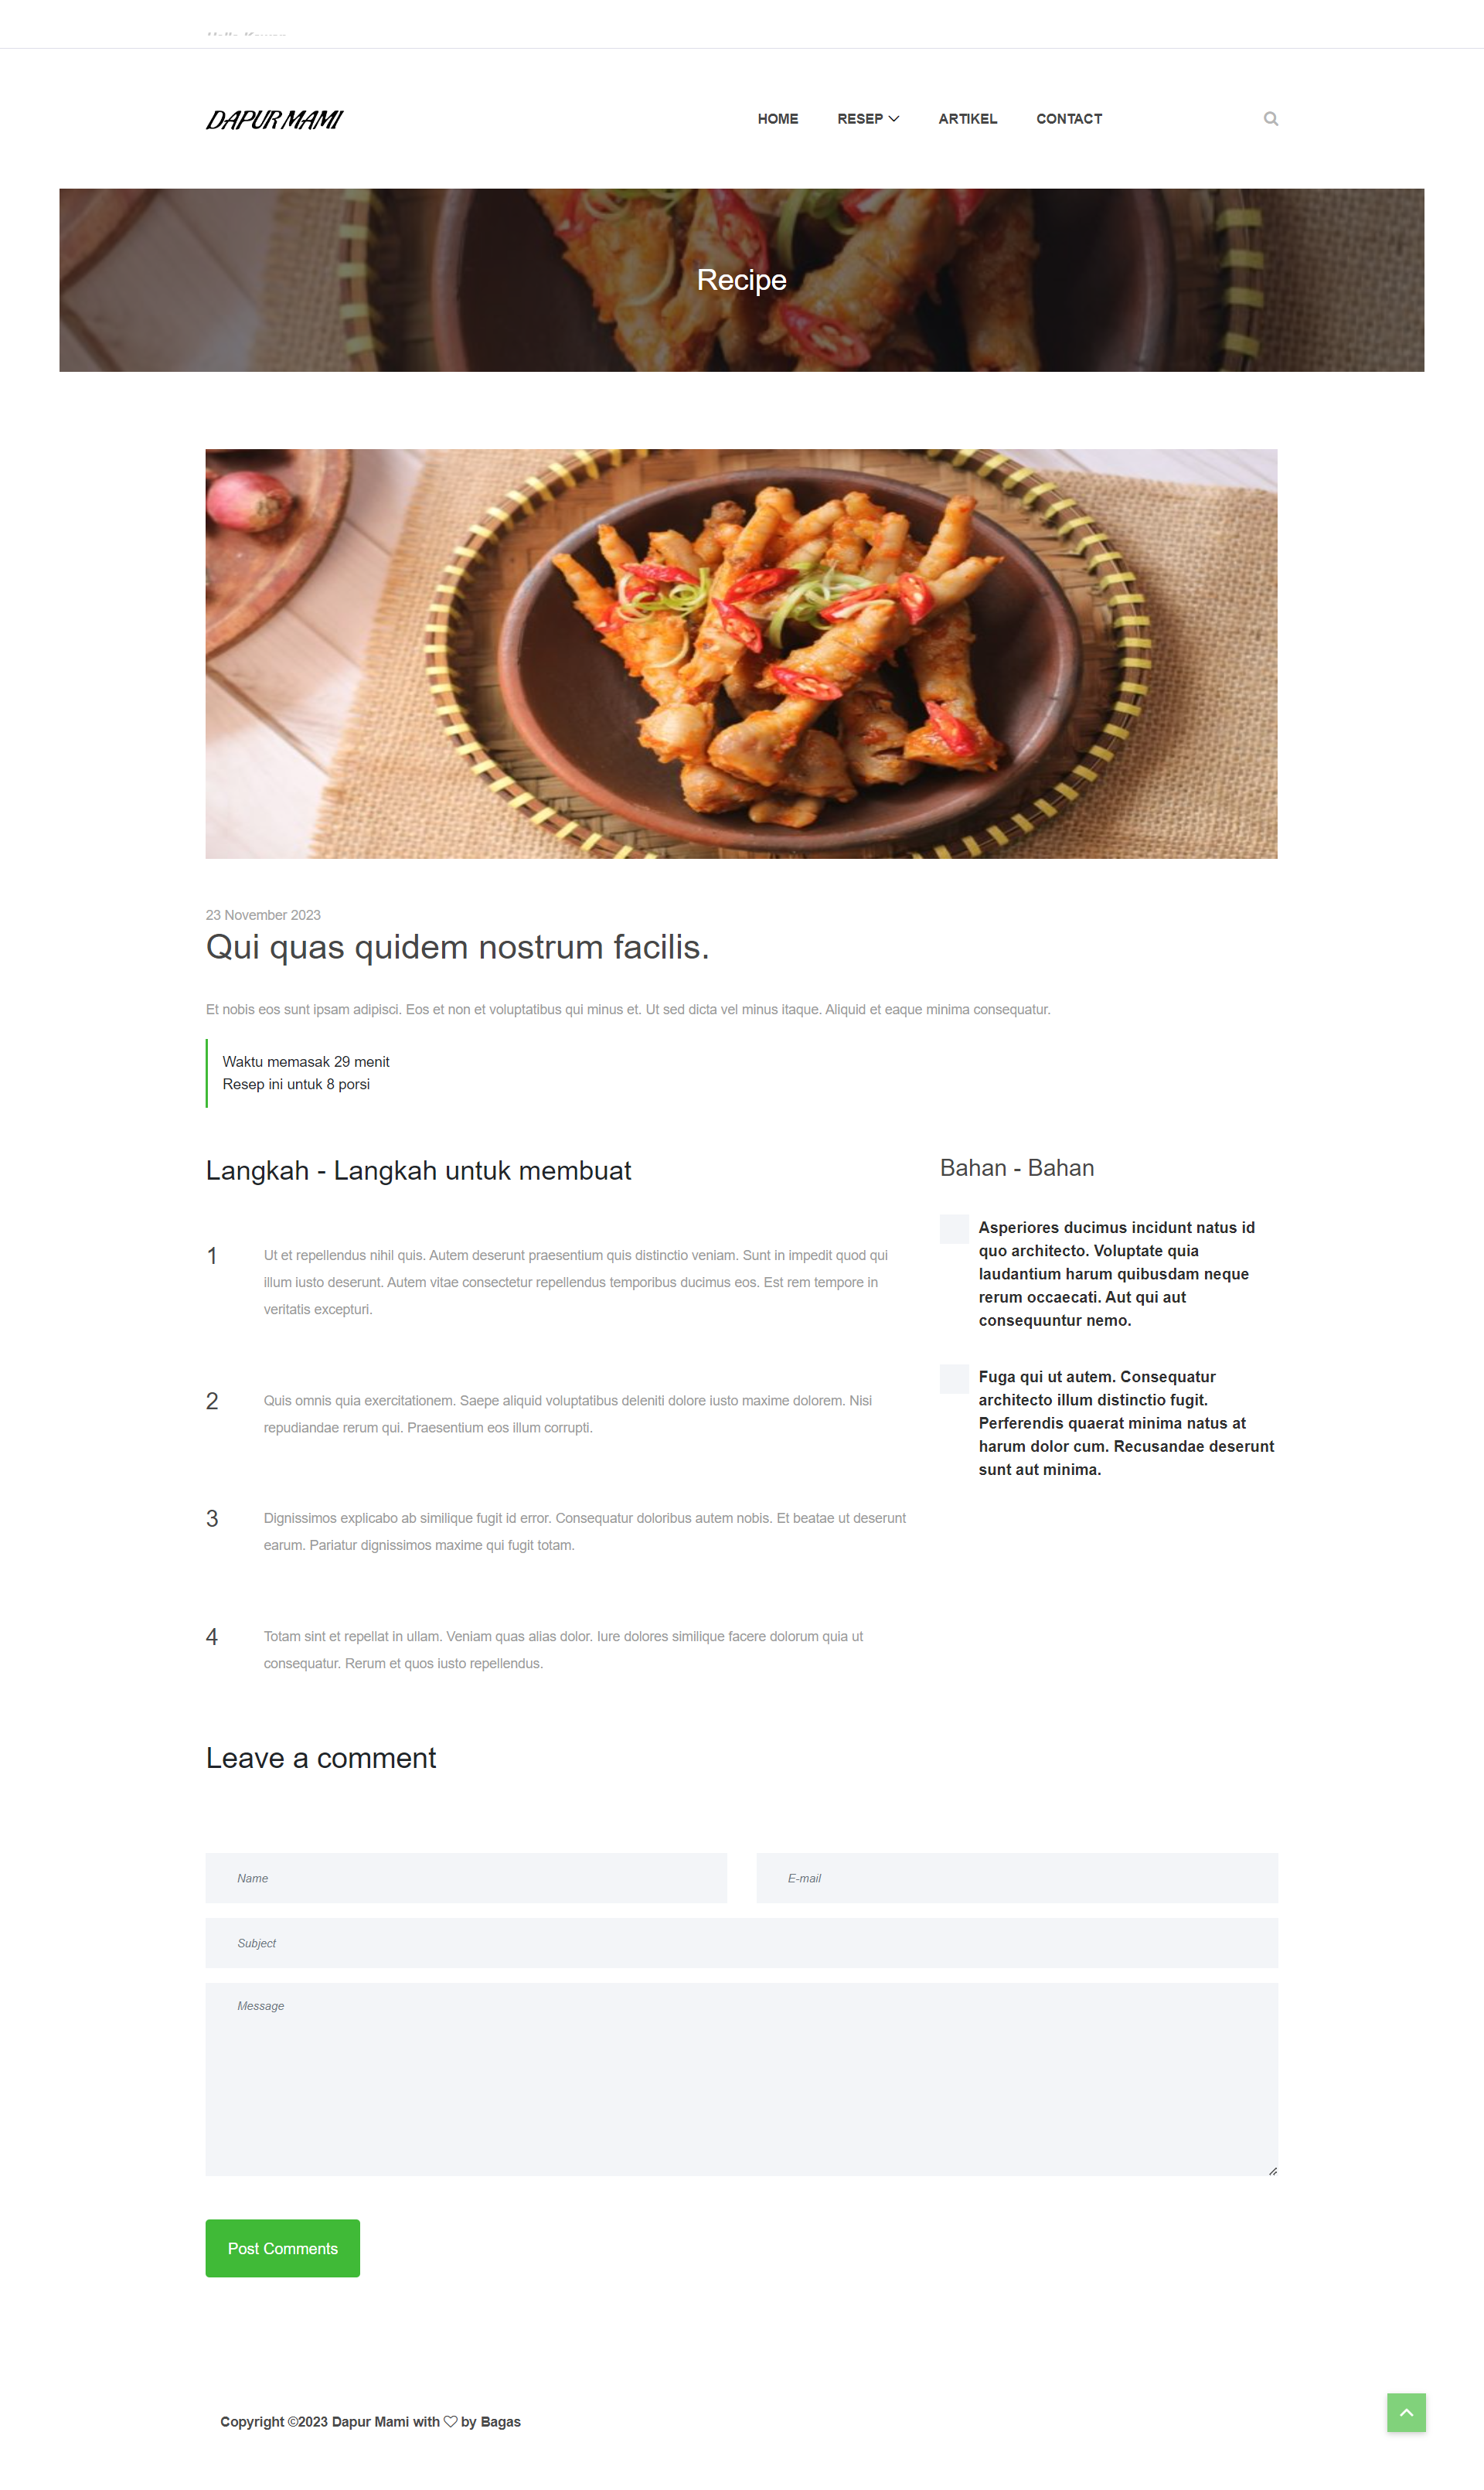 DAPUR MAMI
HOME RESEP ARTIKEL CONTACT
Recipe
23 November 2023
Qui quas quidem nostrum facilis.
Et nobis eos sunt ipsam adipisci. Eos et non et voluptatibus qui minus et. Ut sed dicta vel minus itaque. Aliquid et eaque minima consequatur.
Waktu memasak 29 menit
Resep ini untuk 8 porsi
Langkah - Langkah untuk membuat
1
Ut et repellendus nihil quis. Autem deserunt praesentium quis distinctio veniam. Sunt in impedit quod qui
illum iusto deserunt. Autem vitae consectetur repellendus temporibus ducimus eos. Est rem tempore in
veritatis excepturi.
2
Quis omnis quia exercitationem. Saepe aliquid voluptatibus deleniti dolore iusto maxime dolorem. Nisi
repudiandae rerum qui. Praesentium eos illum corrupti.
3
Dignissimos explicabo ab similique fugit id error. Consequatur doloribus autem nobis. Et beatae ut deserunt
earum. Pariatur dignissimos maxime qui fugit totam.
4
Totam sint et repellat in ullam. Veniam quas alias dolor. Iure dolores similique facere dolorum quia ut
consequatur. Rerum et quos iusto repellendus.
Bahan - Bahan
Asperiores ducimus incidunt natus id
quo architecto. Voluptate quia
laudantium harum quibusdam neque
rerum occaecati. Aut qui aut
consequuntur nemo.
Fuga qui ut autem. Consequatur
architecto illum distinctio fugit.
Perferendis quaerat minima natus at
harum dolor cum. Recusandae deserunt
sunt aut minima.
Leave a comment
Name
E-mail
Subject
Message
Post Comments
Copyright ©2023 Dapur Mami with ♡ by Bagas